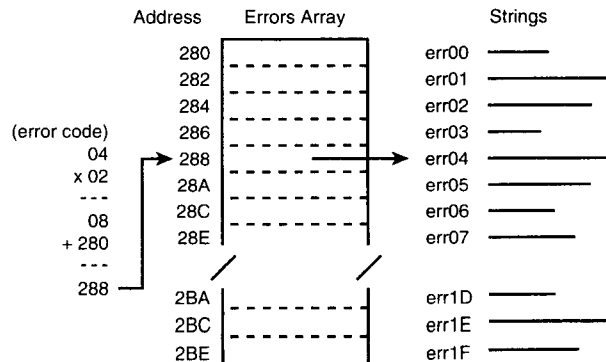 Address Errors Array Strings
280 err00
282 err01
284 err02
286 err03
(error code)
04
x 02
----
08
+ 280
----
288
288 err04
28A err05
28C err06
28E err07
2BA err1D
2BC err1E
2BE err1F